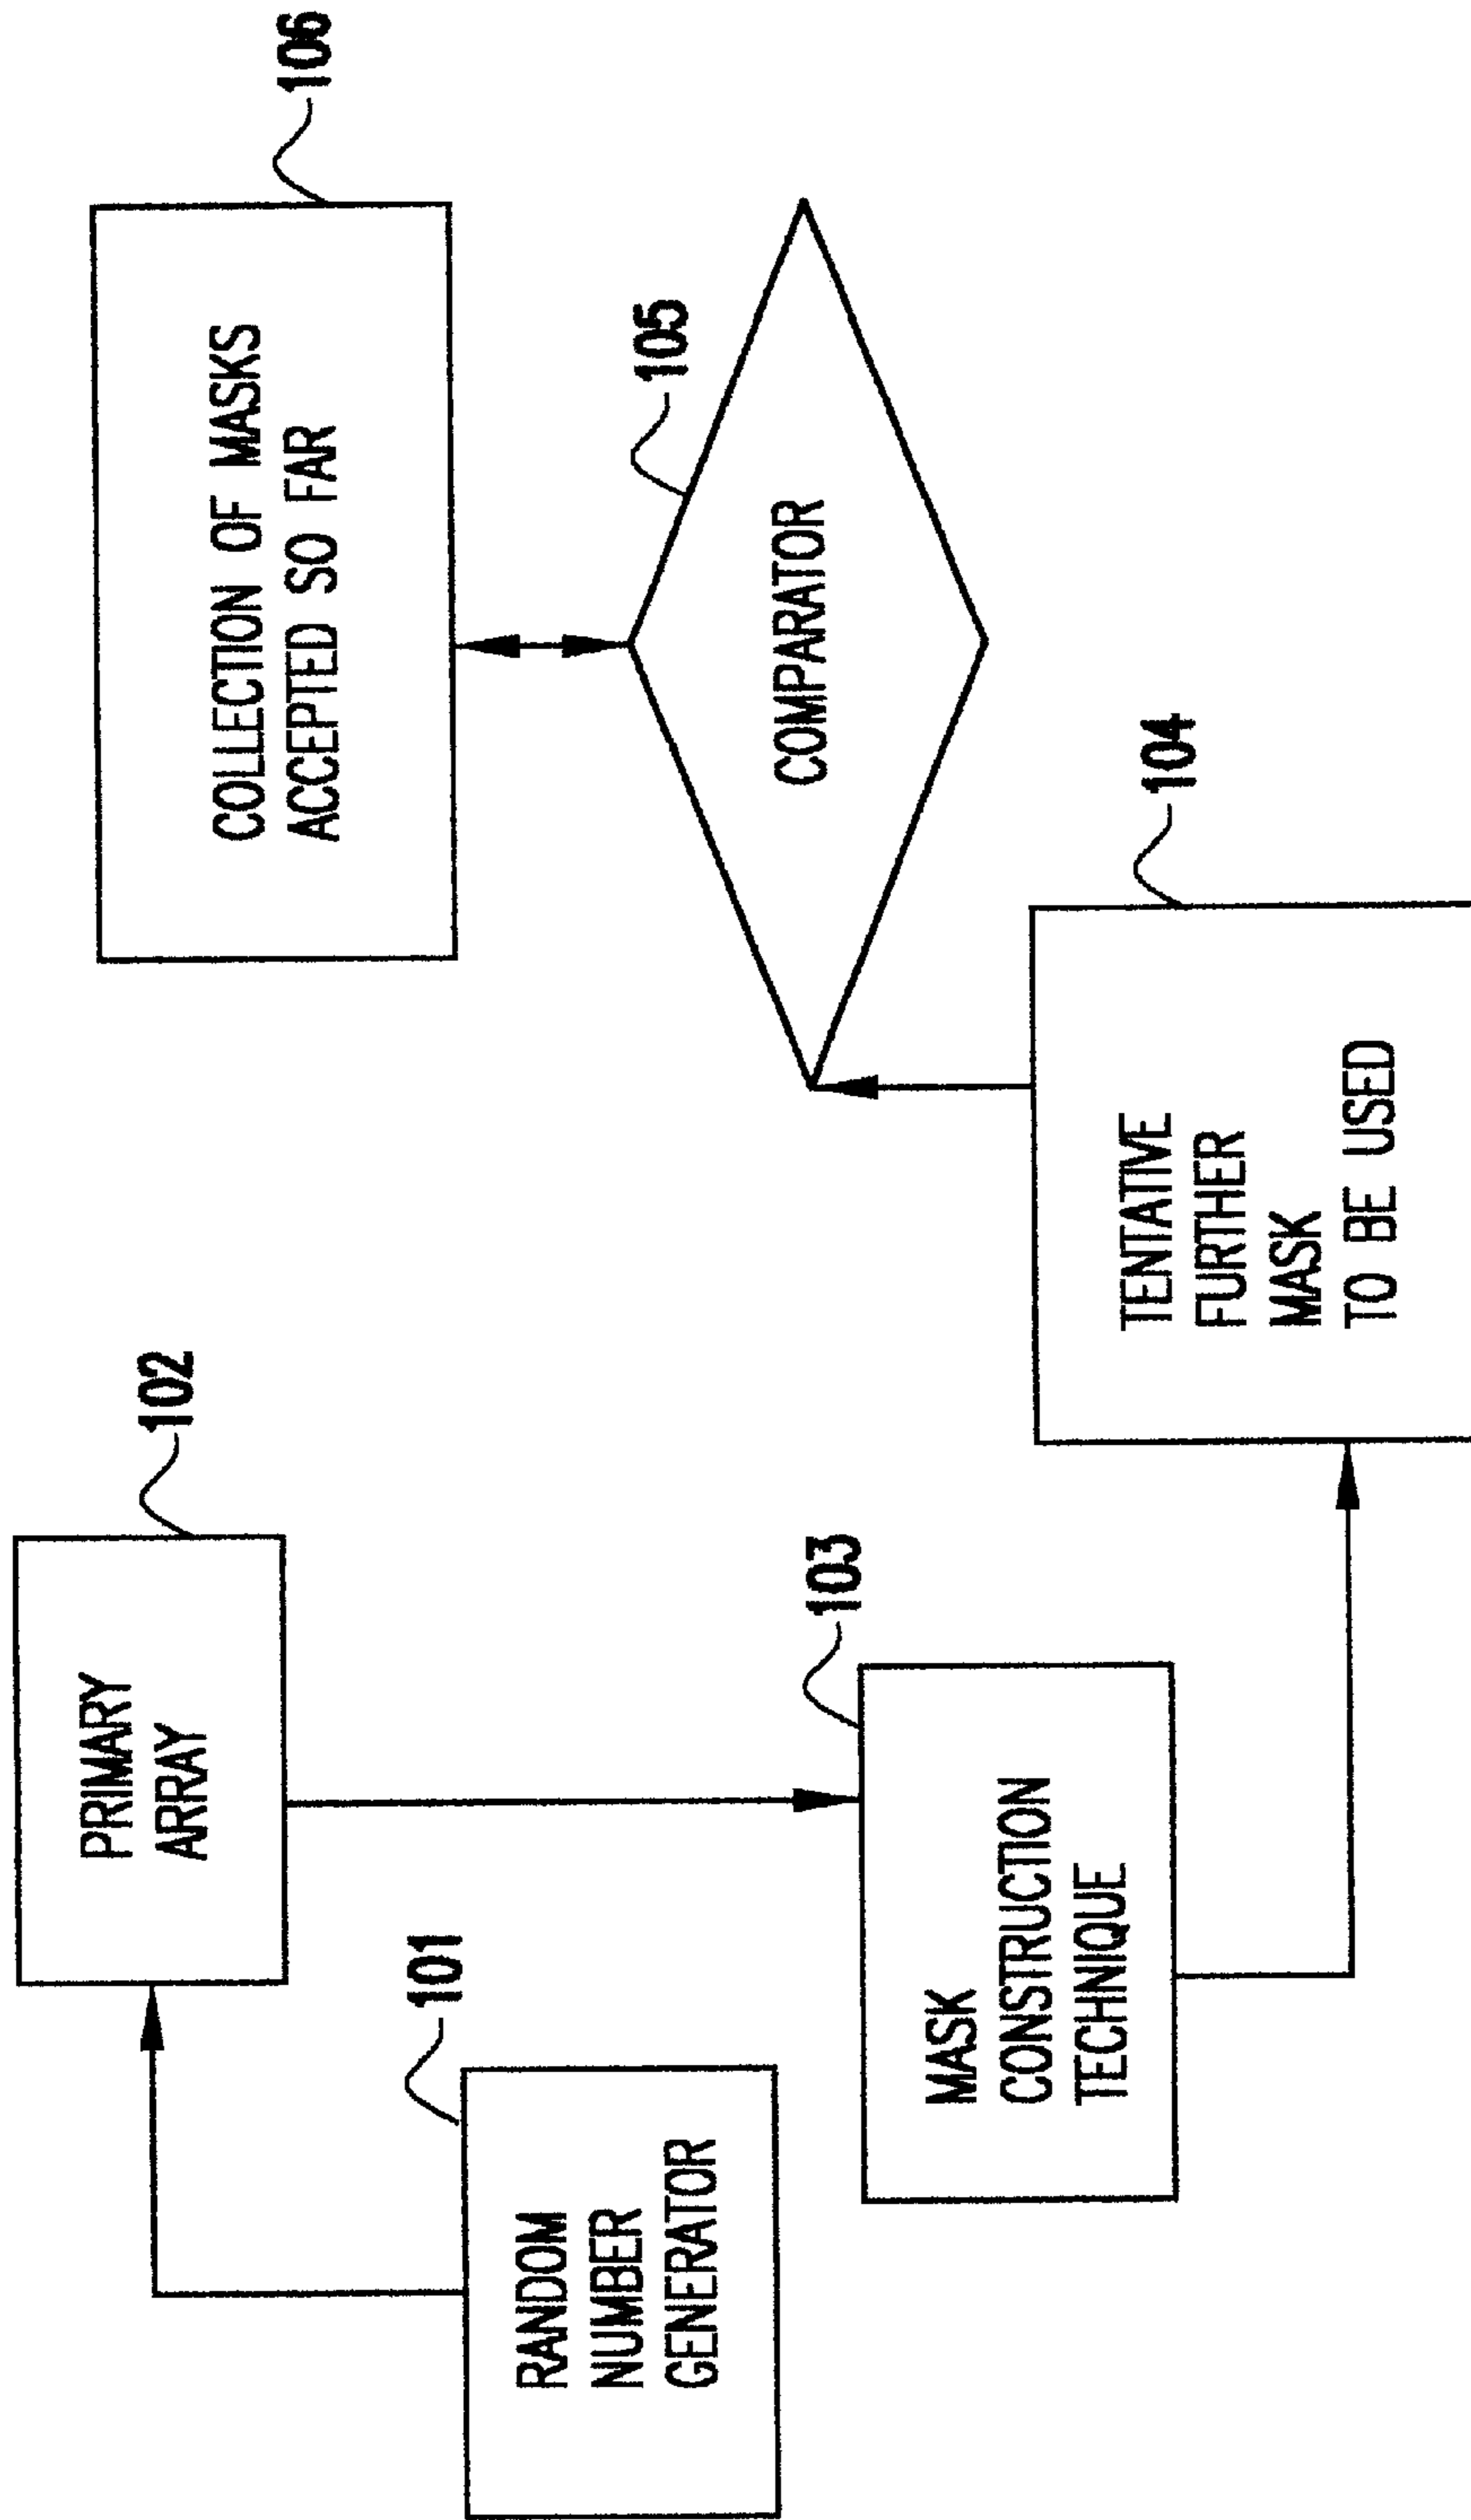 101
RANDOM
NUMBER
GENERATOR
102
PRIMARY
ARRAY
103
MASK
CONSTRUCTION
TECHNIQUE
104
TENTATIVE
FURTHER
MASK
TO BE USED
105
COMPARATOR
106
COLLECTION OF MASKS
ACCEPTED SO FAR